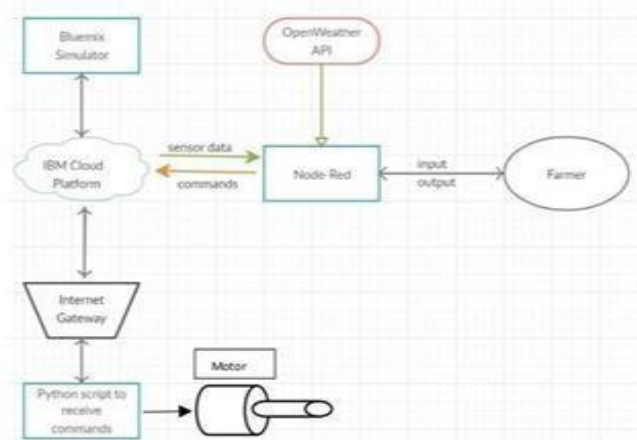 Bluemix
Simulator
OpenWeather
API
IBM Cloud
Platform
sensor data
commands
Node-Red
input
output
Farmer
Internet
Gateway
Motor
Python script to
receive
commands